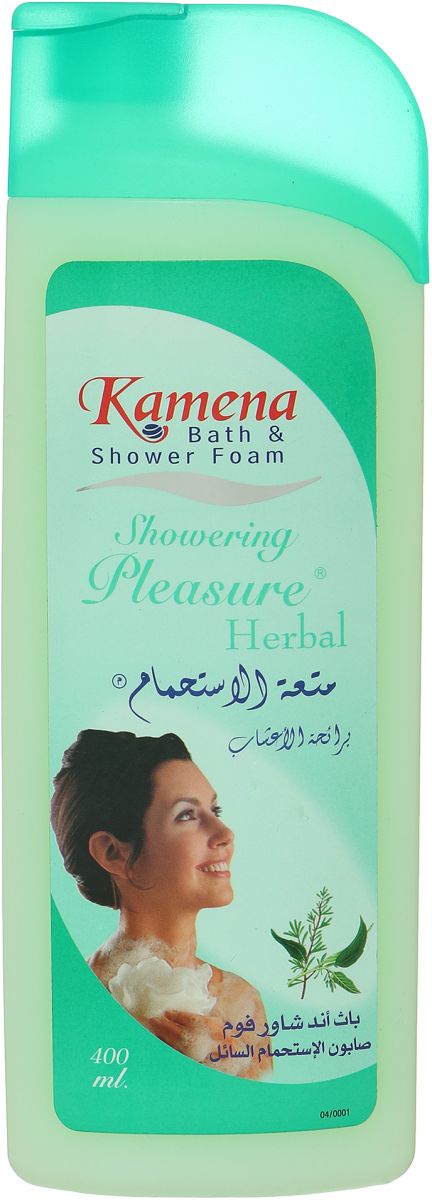 Kamena
Bath &
Shower Foam
Showering
Pleasure®
Herbal
متعة الاستحمام ®
برائحة الأعشاب
باث أند شاور فوم
صابون الإستحمام السائل
400
ml.
04/0001